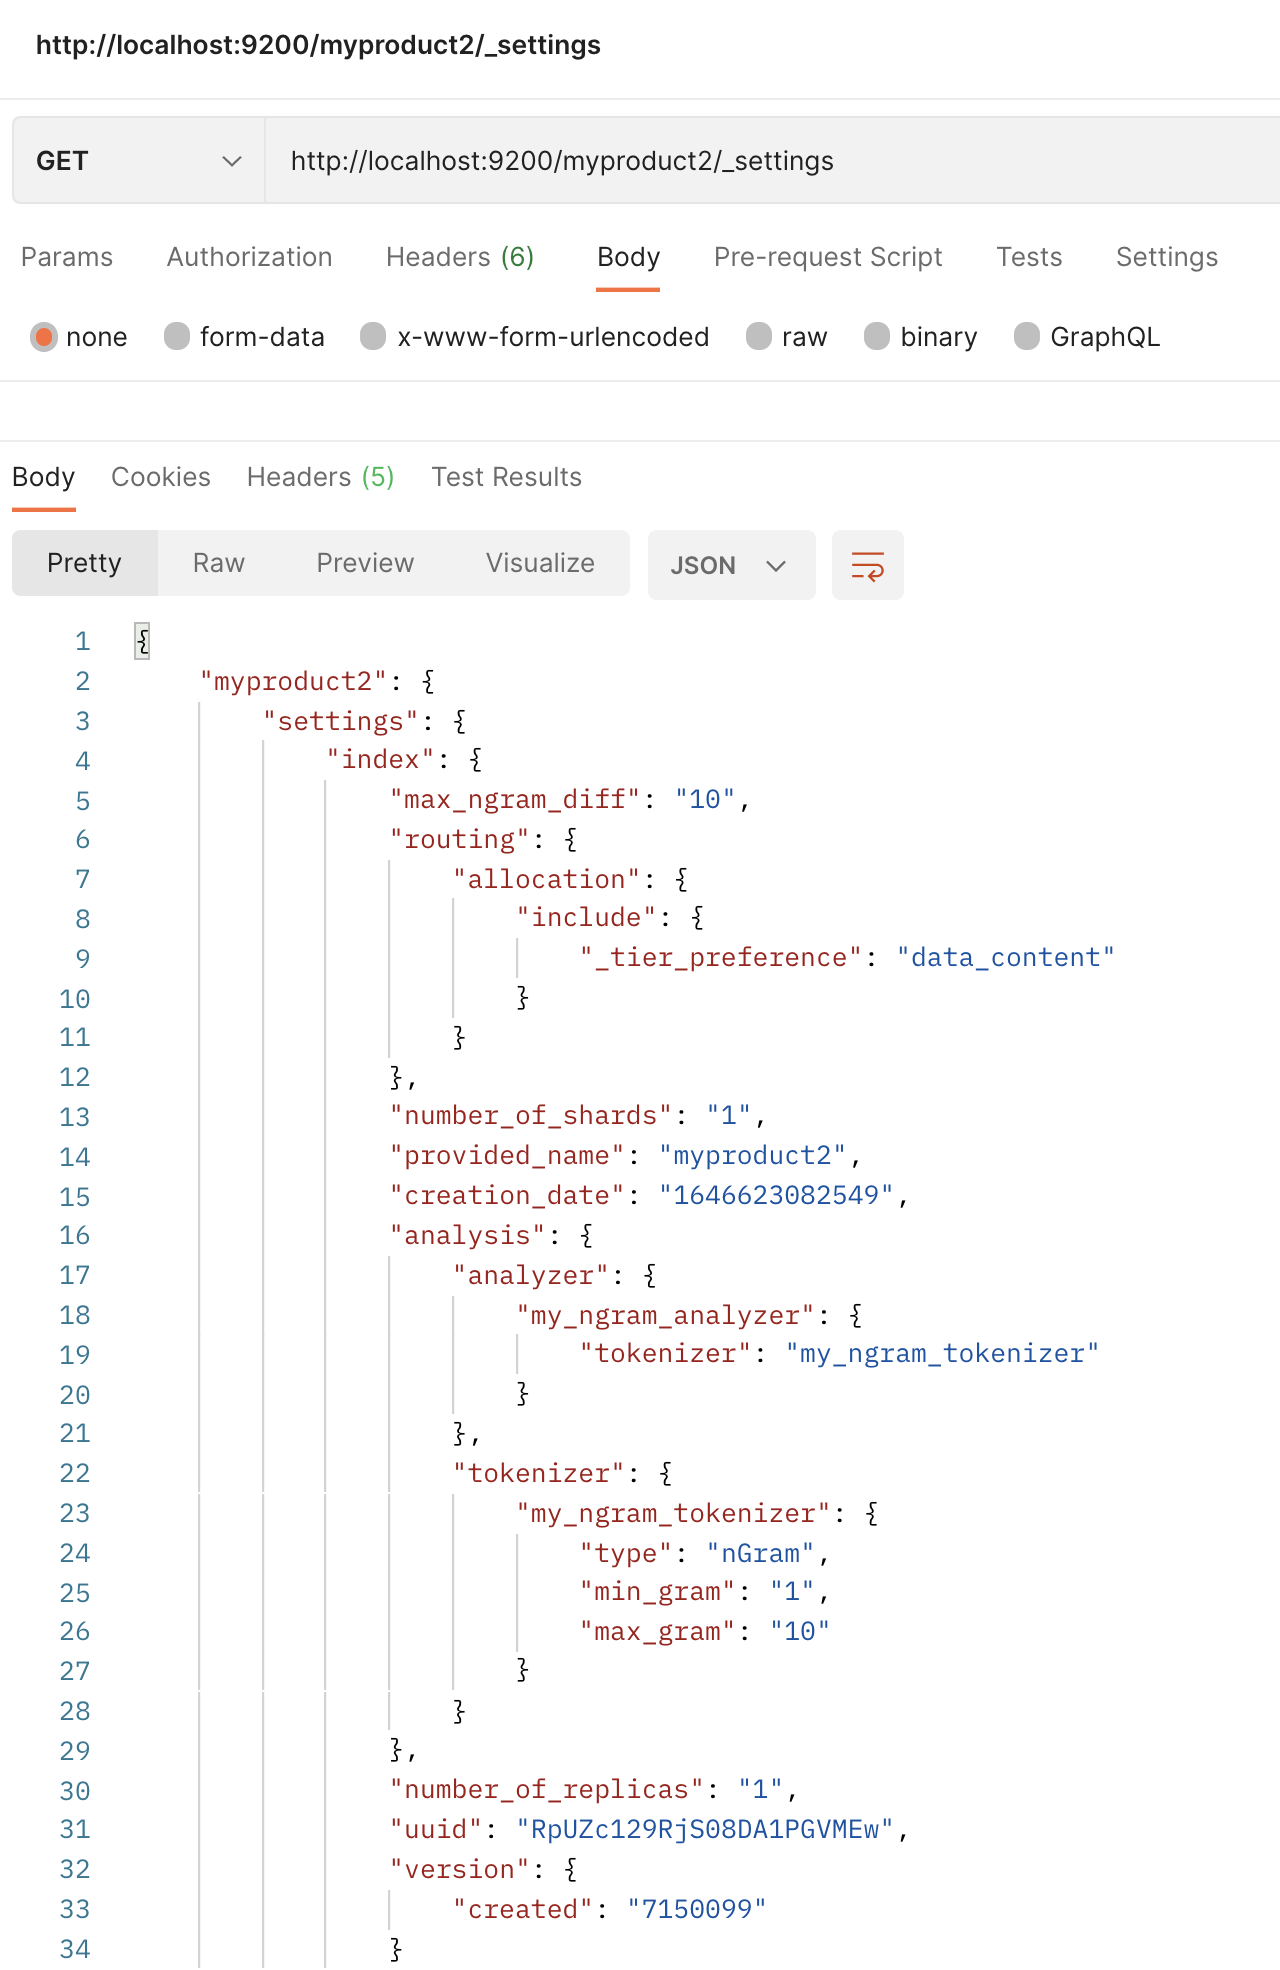 http://localhost:9200/myproduct2/_settings
GET http://localhost:9200/myproduct2/_settings
Params Authorization Headers (6) Body Pre-request Script Tests Settings
none form-data x-www-form-urlencoded raw binary GraphQL
Body Cookies Headers (5) Test Results
Pretty Raw Preview Visualize JSON
1 {
2 "myproduct2": {
3 "settings": {
4 "index": {
5 "max_ngram_diff": "10",
6 "routing": {
7 "allocation": {
8 "include": {
9 "_tier_preference": "data_content"
10 }
11 }
12 },
13 "number_of_shards": "1",
14 "provided_name": "myproduct2",
15 "creation_date": "1646623082549",
16 "analysis": {
17 "analyzer": {
18 "my_ngram_analyzer": {
19 "tokenizer": "my_ngram_tokenizer"
20 }
21 },
22 "tokenizer": {
23 "my_ngram_tokenizer": {
24 "type": "nGram",
25 "min_gram": "1",
26 "max_gram": "10"
27 }
28 }
29 },
30 "number_of_replicas": "1",
31 "uuid": "RpUZc129RjS08DA1PGVMEw",
32 "version": {
33 "created": "7150099"
34 }